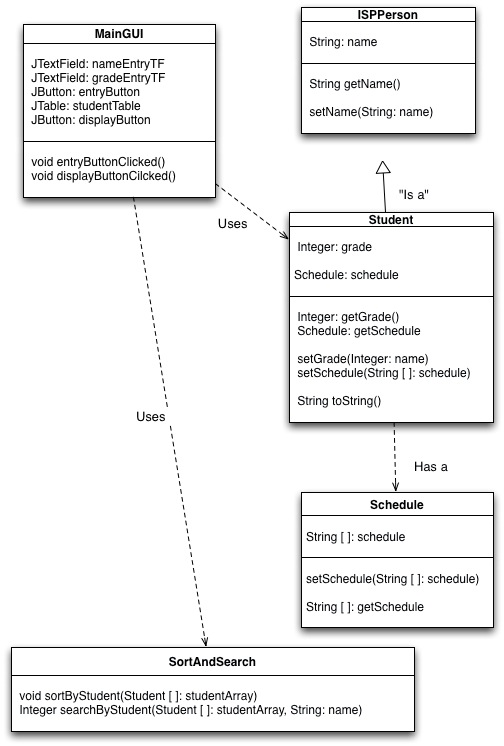 MainGUI
JTextField: nameEntryTF
JTextField: gradeEntryTF
JButton: entryButton
JTable: studentTable
JButton: displayButton
void entryButtonClicked()
void displayButtonCilcked()
ISPPerson
String: name
String getName()
setName(String: name)
"Is a"
Uses
Student
Integer: grade
Schedule: schedule
Integer: getGrade()
Schedule: getSchedule
setGrade(Integer: name)
setSchedule(String [ ]: schedule)
String toString()
Uses
Has a
Schedule
String [ ]: schedule
setSchedule(String [ ]: schedule)
String [ ]: getSchedule
SortAndSearch
void sortByStudent(Student [ ]: studentArray)
Integer searchByStudent(Student [ ]: studentArray, String: name)